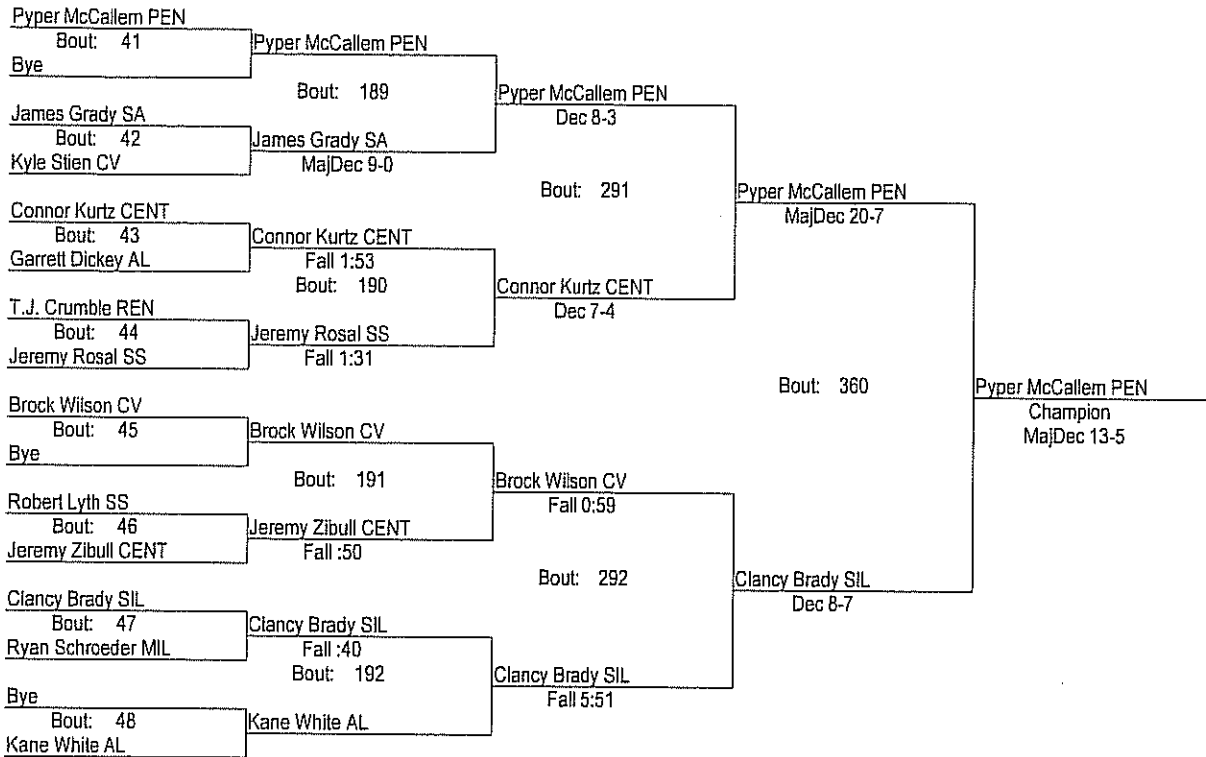 Pyper McCallem PEN
Bout: 41
Bye
Pyper McCallem PEN
Bout: 189
James Grady SA
Bout: 42
Kyle Stien CV
James Grady SA
MajDec 9-0
Pyper McCallem PEN
Dec 8-3
Bout: 291
Connor Kurtz CENT
Bout: 43
Garrett Dickey AL
Connor Kurtz CENT
Fall 1:53
Bout: 190
T.J. Crumble REN
Bout: 44
Jeremy Rosal SS
Jeremy Rosal SS
Fall 1:31
Connor Kurtz CENT
Dec 7-4
Pyper McCallem PEN
MajDec 20-7
Bout: 360
Brock Wilson CV
Bout: 45
Bye
Brock Wilson CV
Bout: 191
Robert Lyth SS
Bout: 46
Jeremy Zibull CENT
Jeremy Zibull CENT
Fall :50
Brock Wilson CV
Fall 0:59
Bout: 292
Clancy Brady SIL
Bout: 47
Ryan Schroeder MIL
Clancy Brady SIL
Fall :40
Bout: 192
Bye
Bout: 48
Kane White AL
Kane White AL
Clancy Brady SIL
Fall 5:51
Clancy Brady SIL
Dec 8-7
Pyper McCallem PEN
Champion
MajDec 13-5